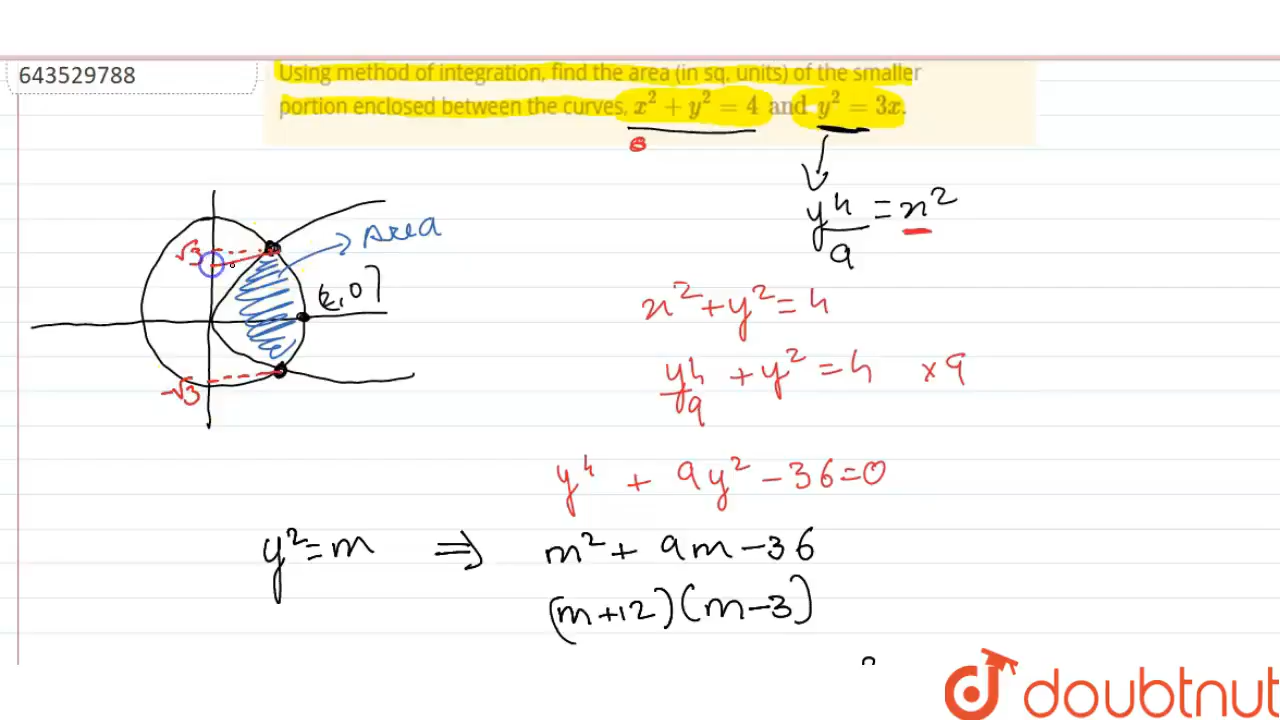 643529788
Using method of integration, find the area (in sq. units) of the smaller
portion enclosed between the curves, x² + y² = 4 and y² = 3x.
y⁴/9 = x²
Area
√3
(2,0)
x² + y² = 4
y⁴/9 + y² = 4 × 9
-√3
y⁴ + 9y² - 36 = 0
y² = m ⇒ m² + 9m - 36
(m+12)(m-3)
doubtnut